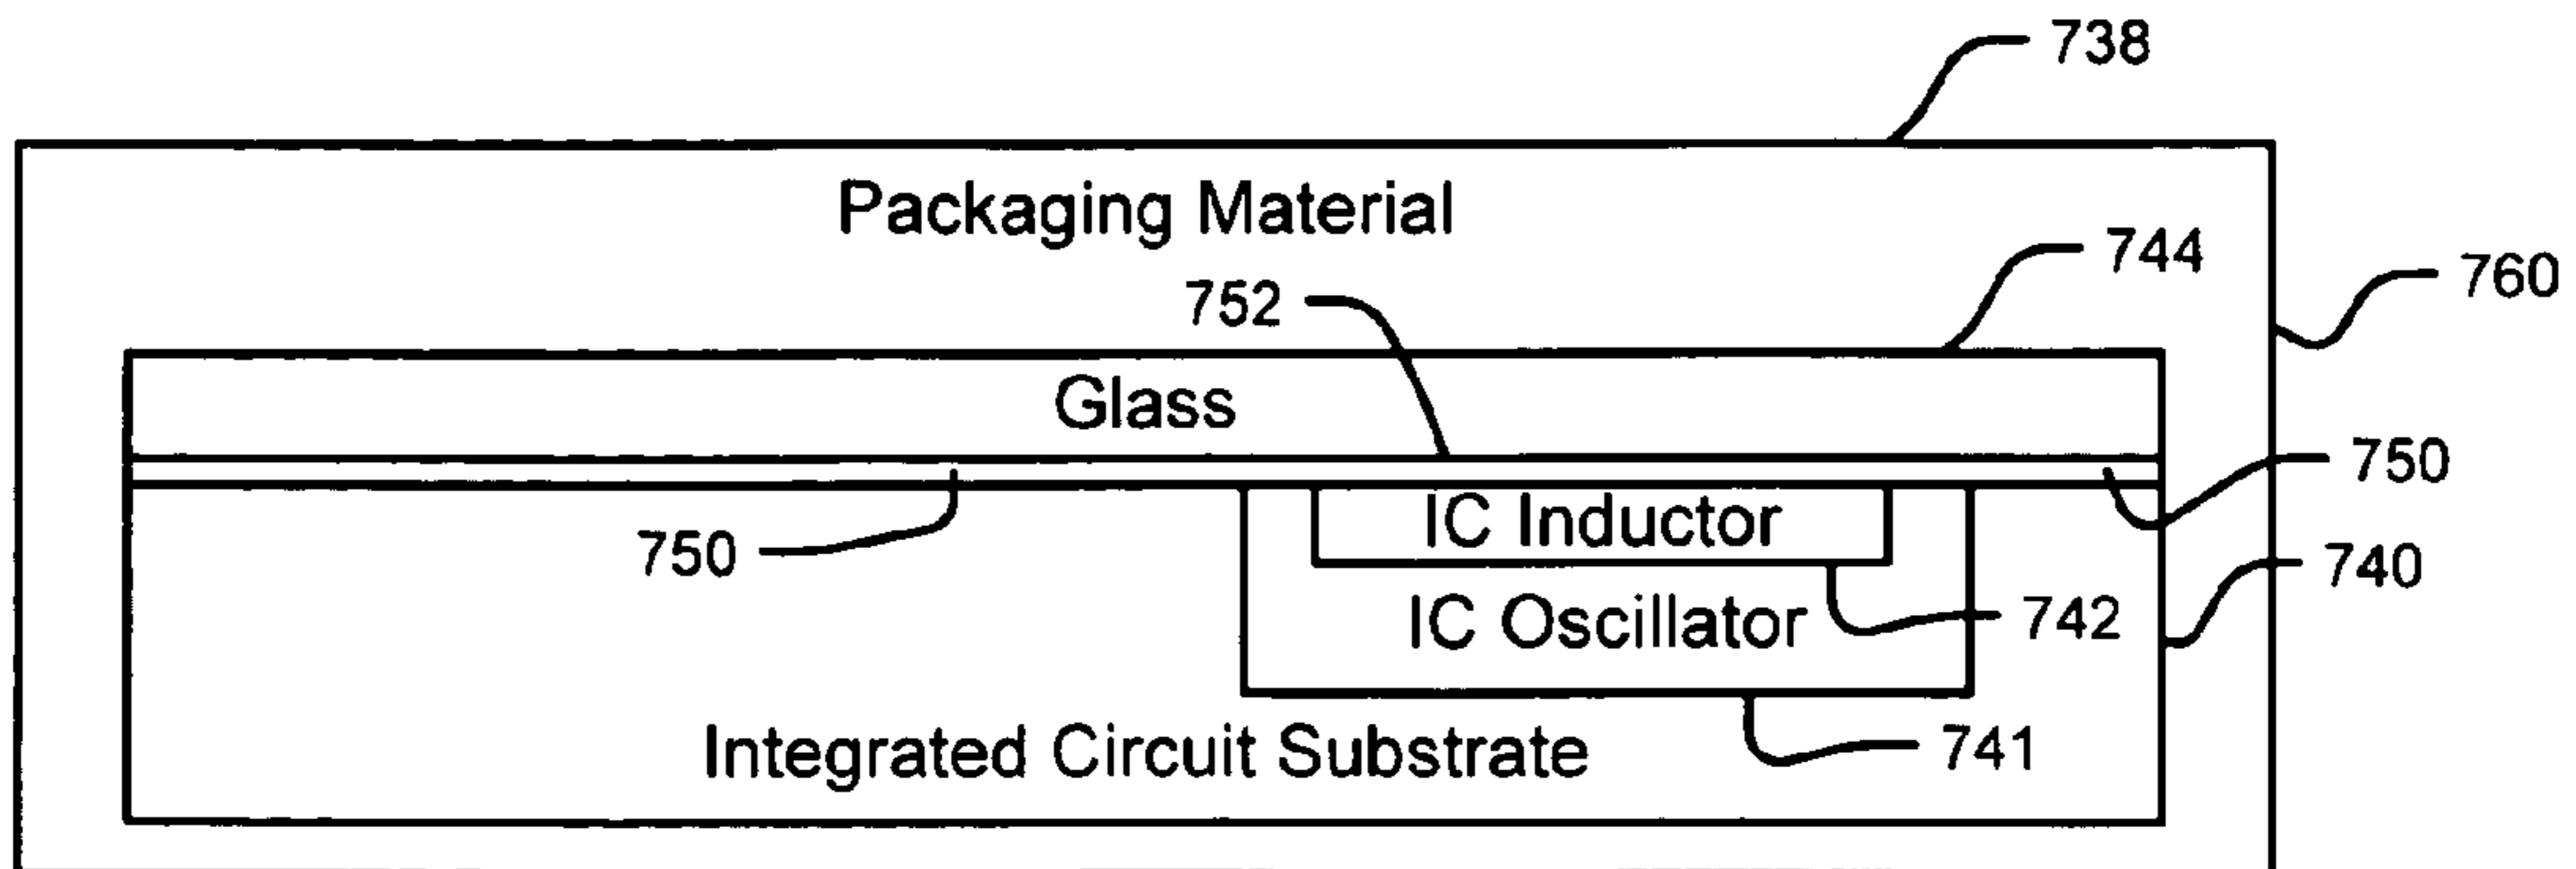 738
Packaging Material
744
760
752
Glass
750
IC Inductor
750
740
IC Oscillator
742
Integrated Circuit Substrate
741